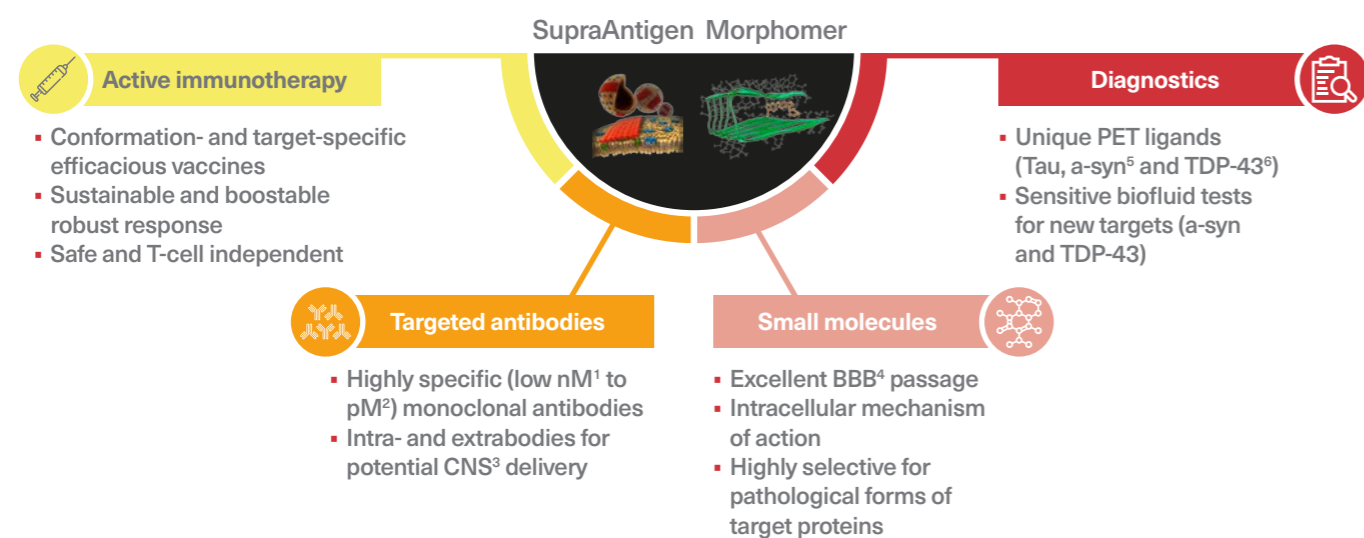 SupraAntigen Morphomer
Active immunotherapy
▪ Conformation- and target-specific
efficacious vaccines
▪ Sustainable and boostable
robust response
▪ Safe and T-cell independent
Targeted antibodies
▪ Highly specific (low nM¹ to
pM²) monoclonal antibodies
▪ Intra- and extrabodies for
potential CNS³ delivery
Small molecules
▪ Excellent BBB⁴ passage
▪ Intracellular mechanism
of action
▪ Highly selective for
pathological forms of
target proteins
Diagnostics
▪ Unique PET ligands
(Tau, a-syn⁵ and TDP-43⁶)
▪ Sensitive biofluid tests
for new targets (a-syn
and TDP-43)